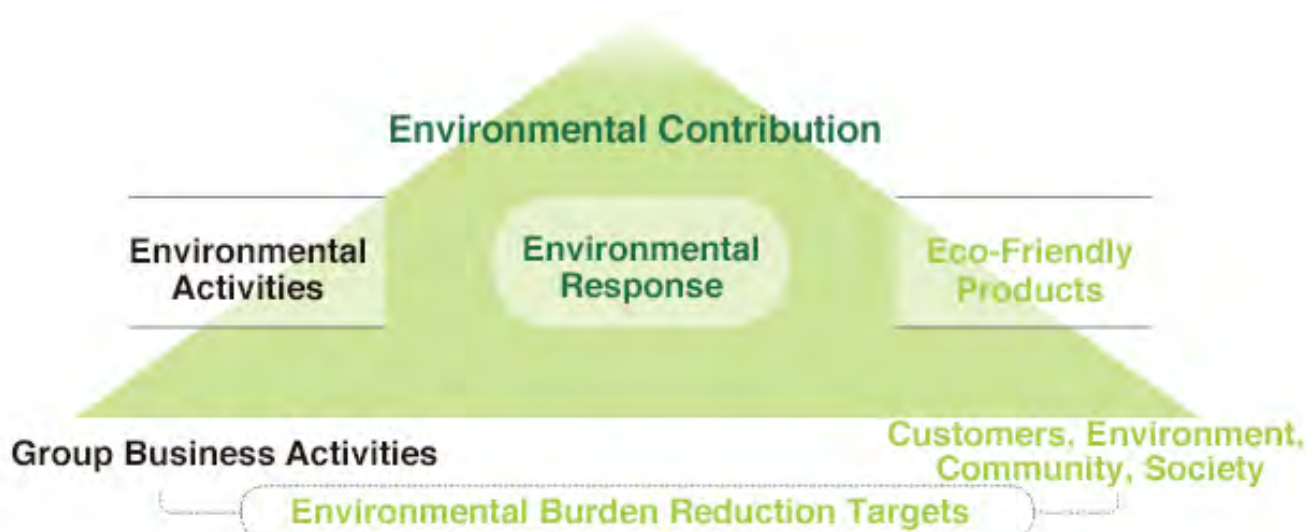 Environmental Contribution
Environmental
Activities
Environmental
Response
Eco-Friendly
Products
Group Business Activities
Customers, Environment,
Community, Society
Environmental Burden Reduction Targets